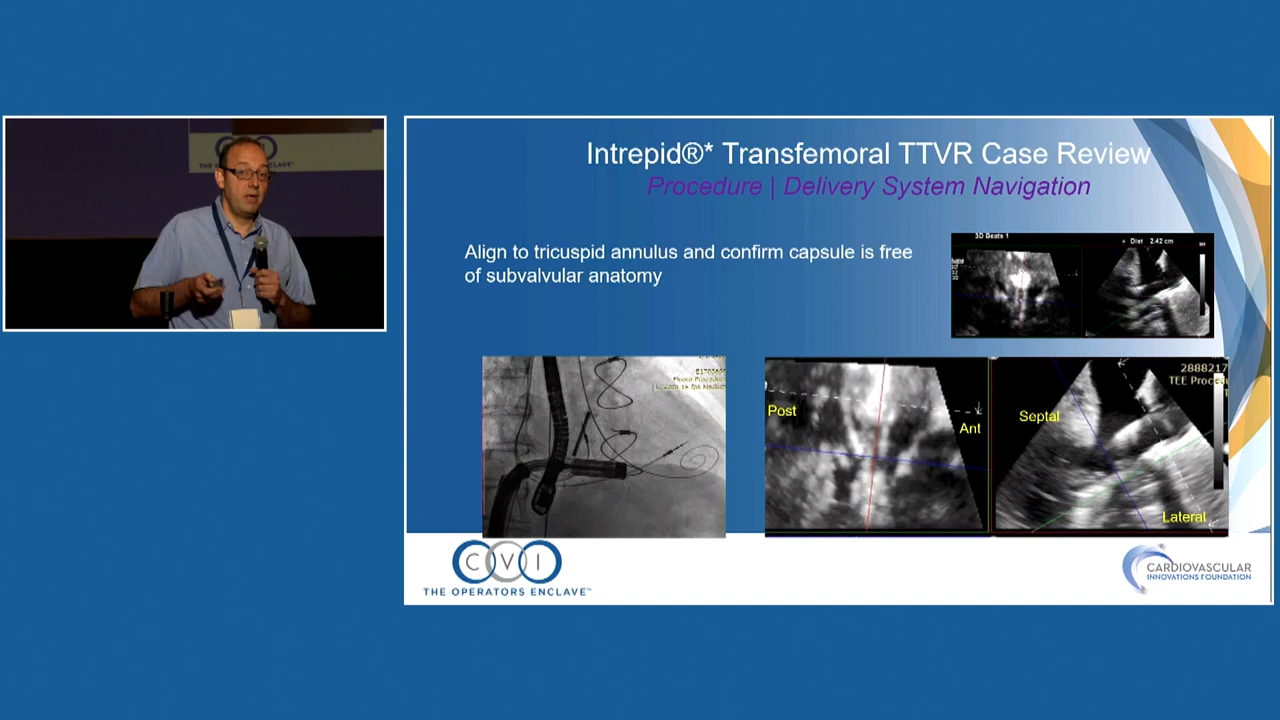 Intrepid®* Transfemoral TTVR Case Review
Procedure | Delivery System Navigation
Align to tricuspid annulus and confirm capsule is free
of subvalvular anatomy
3D Beats 1
+ Dist 2.42 cm
Post
Ant
Septal
2888217
TEE Proced
Lateral
CVI
THE OPERATORS ENCLAVE™
CARDIOVASCULAR
INNOVATIONS FOUNDATION